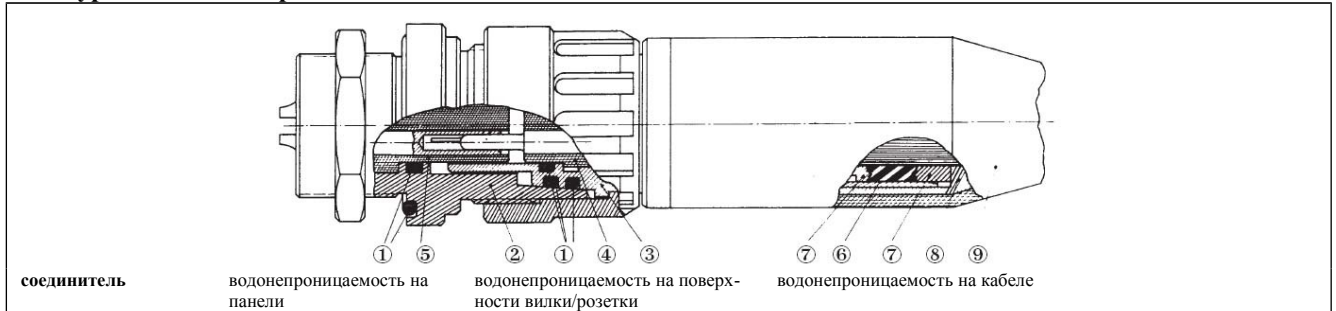 ① ⑤ ② ① ④ ③ ⑦ ⑥ ⑦ ⑧ ⑨
соединитель водонепроницаемость на водонепроницаемость на поверх- водонепроницаемость на кабеле
панели ности вилки/розетки